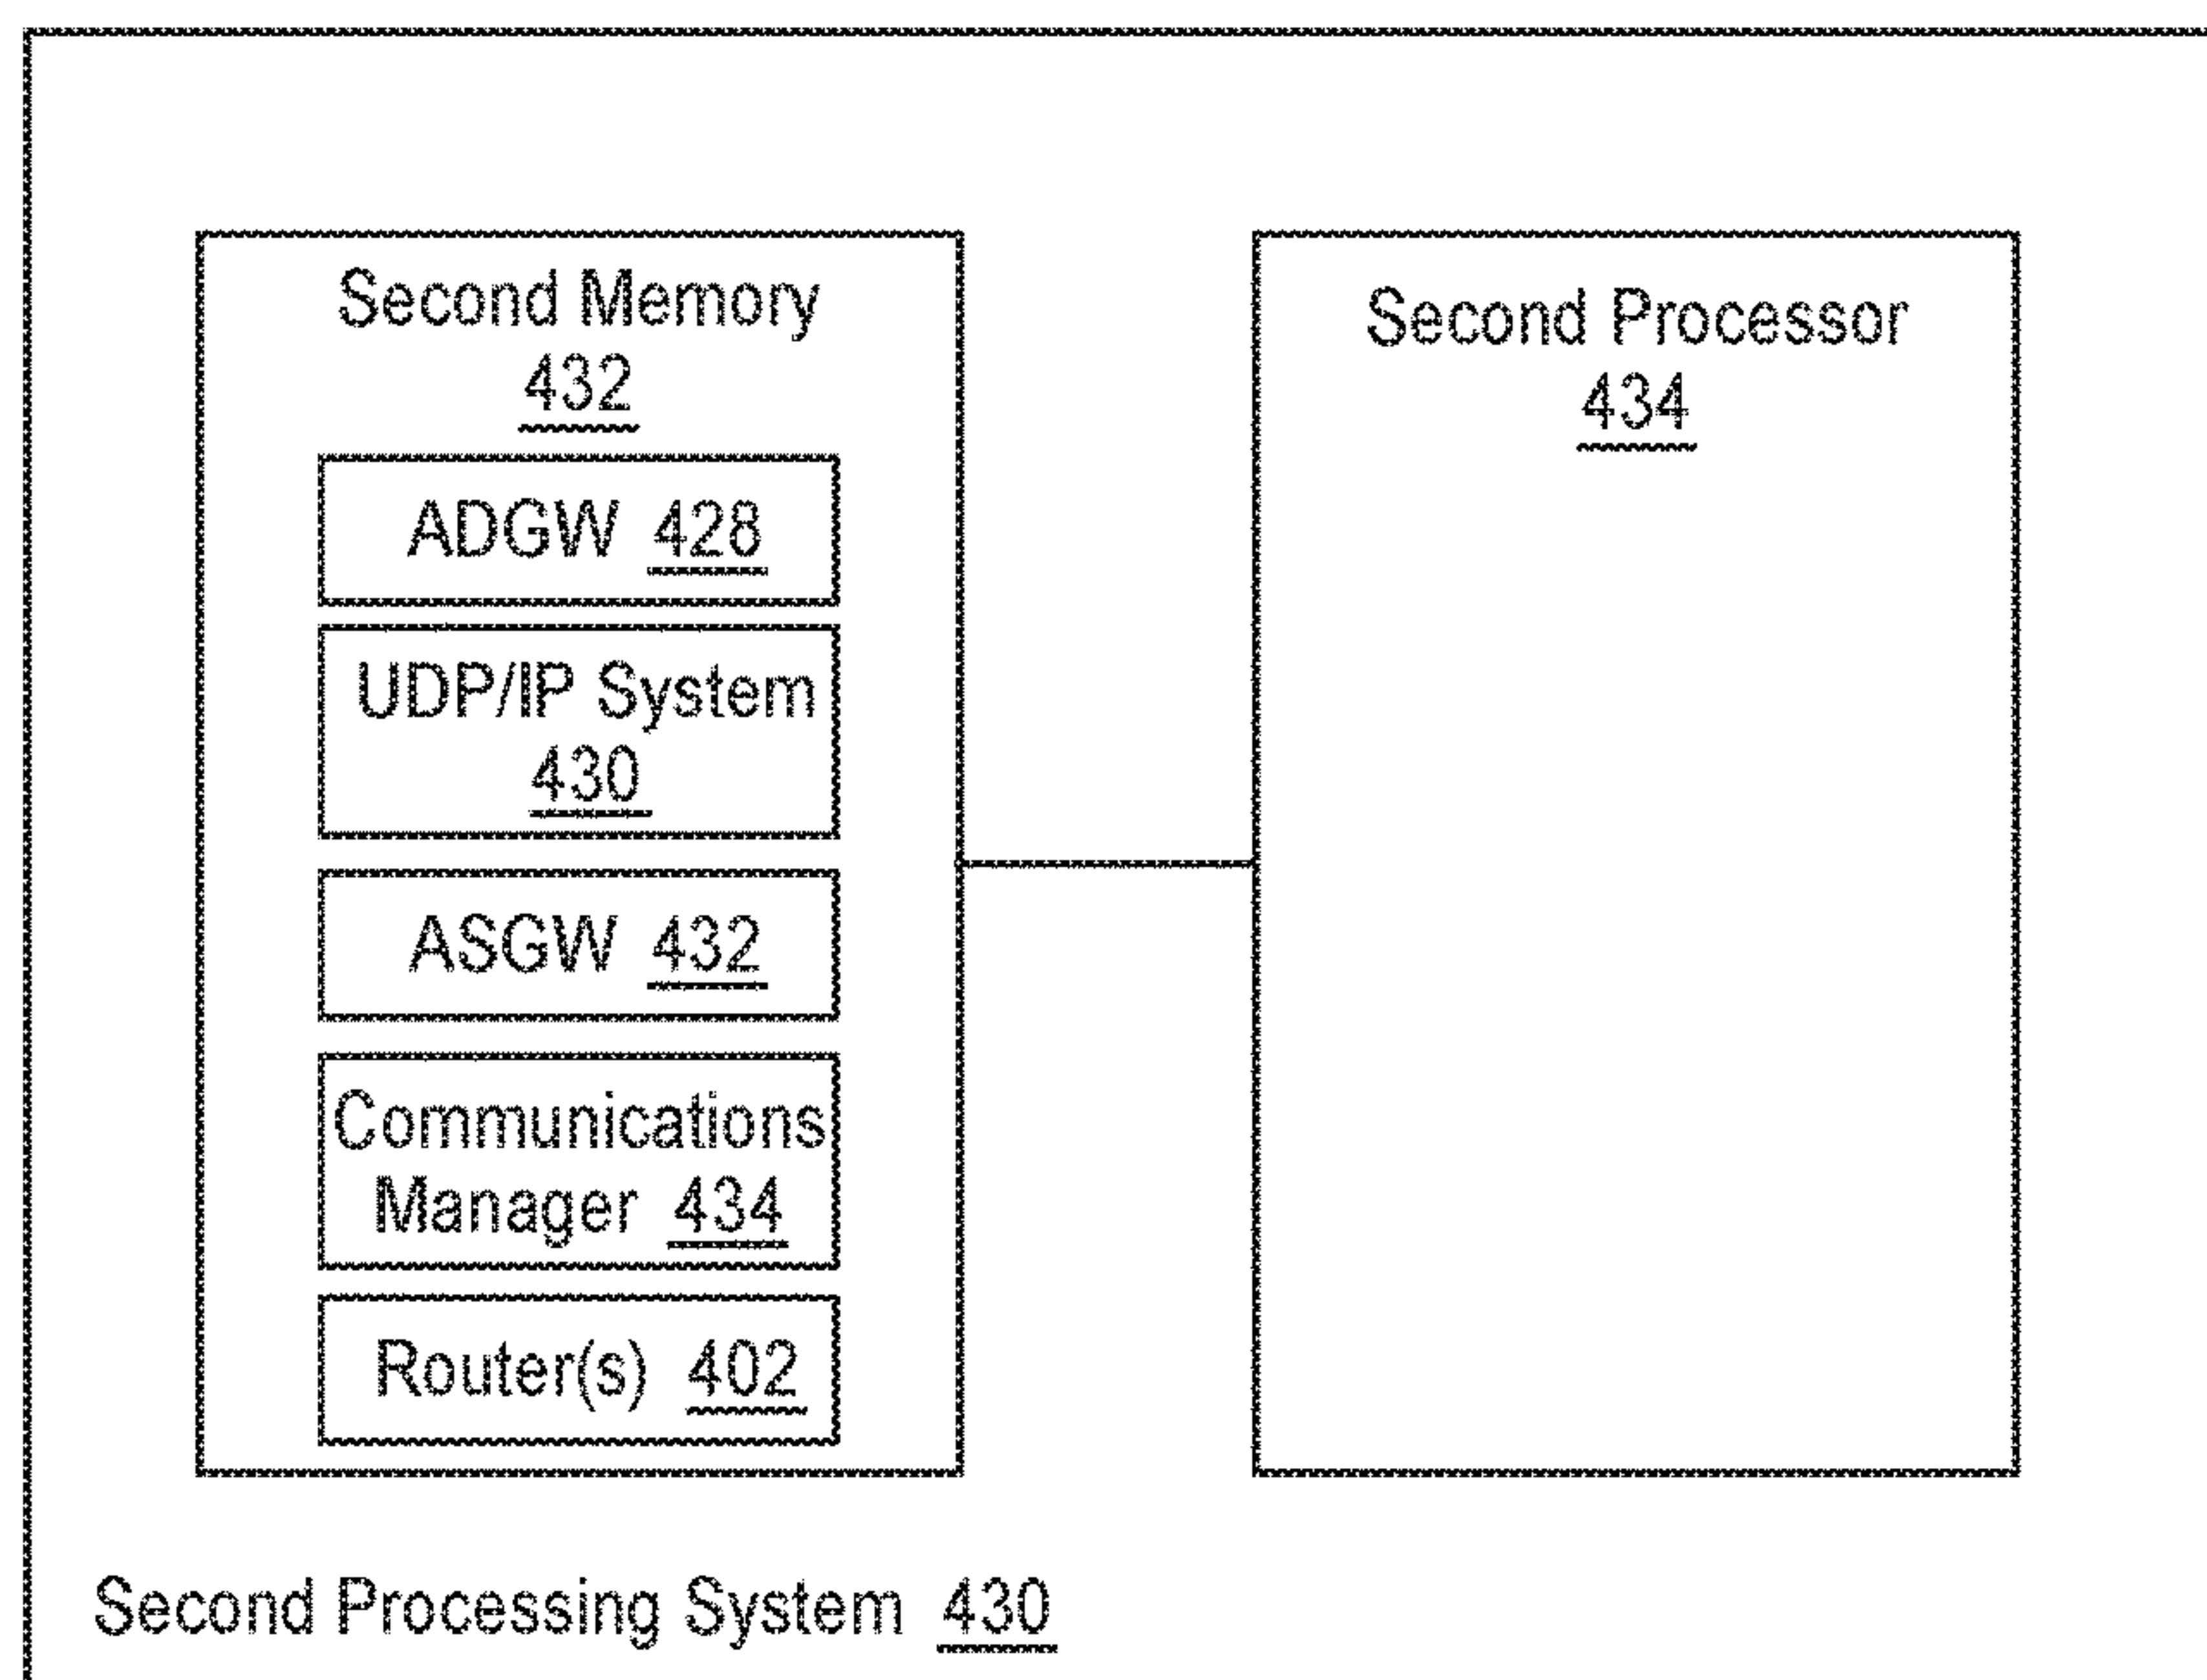 Second Memory
432
ADGW 428
UDP/IP System
430
ASGW 432
Communications
Manager 434
Router(s) 402
Second Processor
434
Second Processing System 430